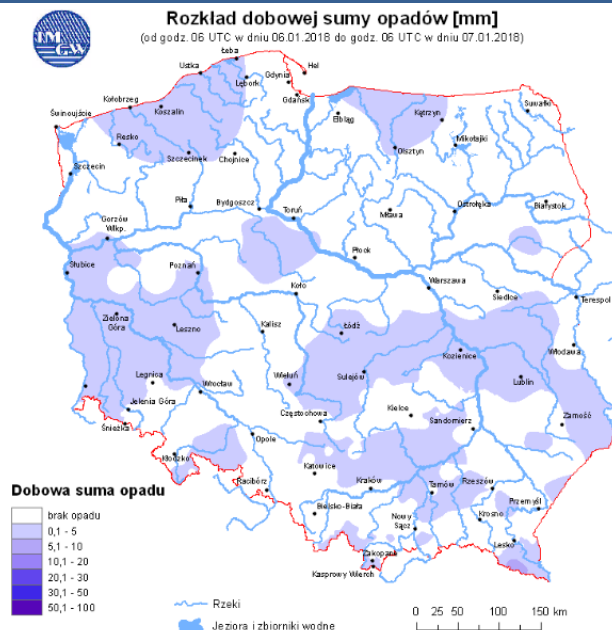 IMGW
Rozkład dobowej sumy opadów [mm]
(od godz. 06 UTC w dniu 06.01.2018 do godz. 06 UTC w dniu 07.01.2018)
Łeba
Ustka
Hel
Lębork
Gdynia
Gdańsk
Kołobrzeg
Koszalin
Elbląg
Kętrzyn
Suwałki
Świnoujście
Resko
Mikołajki
Szczecinek
Chojnice
Olsztyn
Szczecin
Piła
Bydgoszcz
Toruń
Mława
Ostrołęka
Białystok
Gorzów
Wlkp.
Płock
Słubice
Poznań
Koło
Warszawa
Siedlce
Terespol
Zielona
Góra
Leszno
Kalisz
Łódź
Kozienice
Włodawa
Legnica
Wrocław
Wieluń
Sulejów
Lublin
Jelenia Góra
Częstochowa
Kielce
Sandomierz
Zamość
Śnieżka
Opole
Kłodzko
Racibórz
Katowice
Kraków
Tarnów
Rzeszów
Przemyśl
Bielsko-Biała
Nowy
Sącz
Krosno
Lesko
Zakopane
Kasprowy Wierch
Dobowa suma opadu
brak opadu
0,1 - 5
5,1 - 10
10,1 - 20
20,1 - 30
30,1 - 50
50,1 - 100
Rzeki
Jeziora i zbiorniki wodne
0 25 50 100 150 km